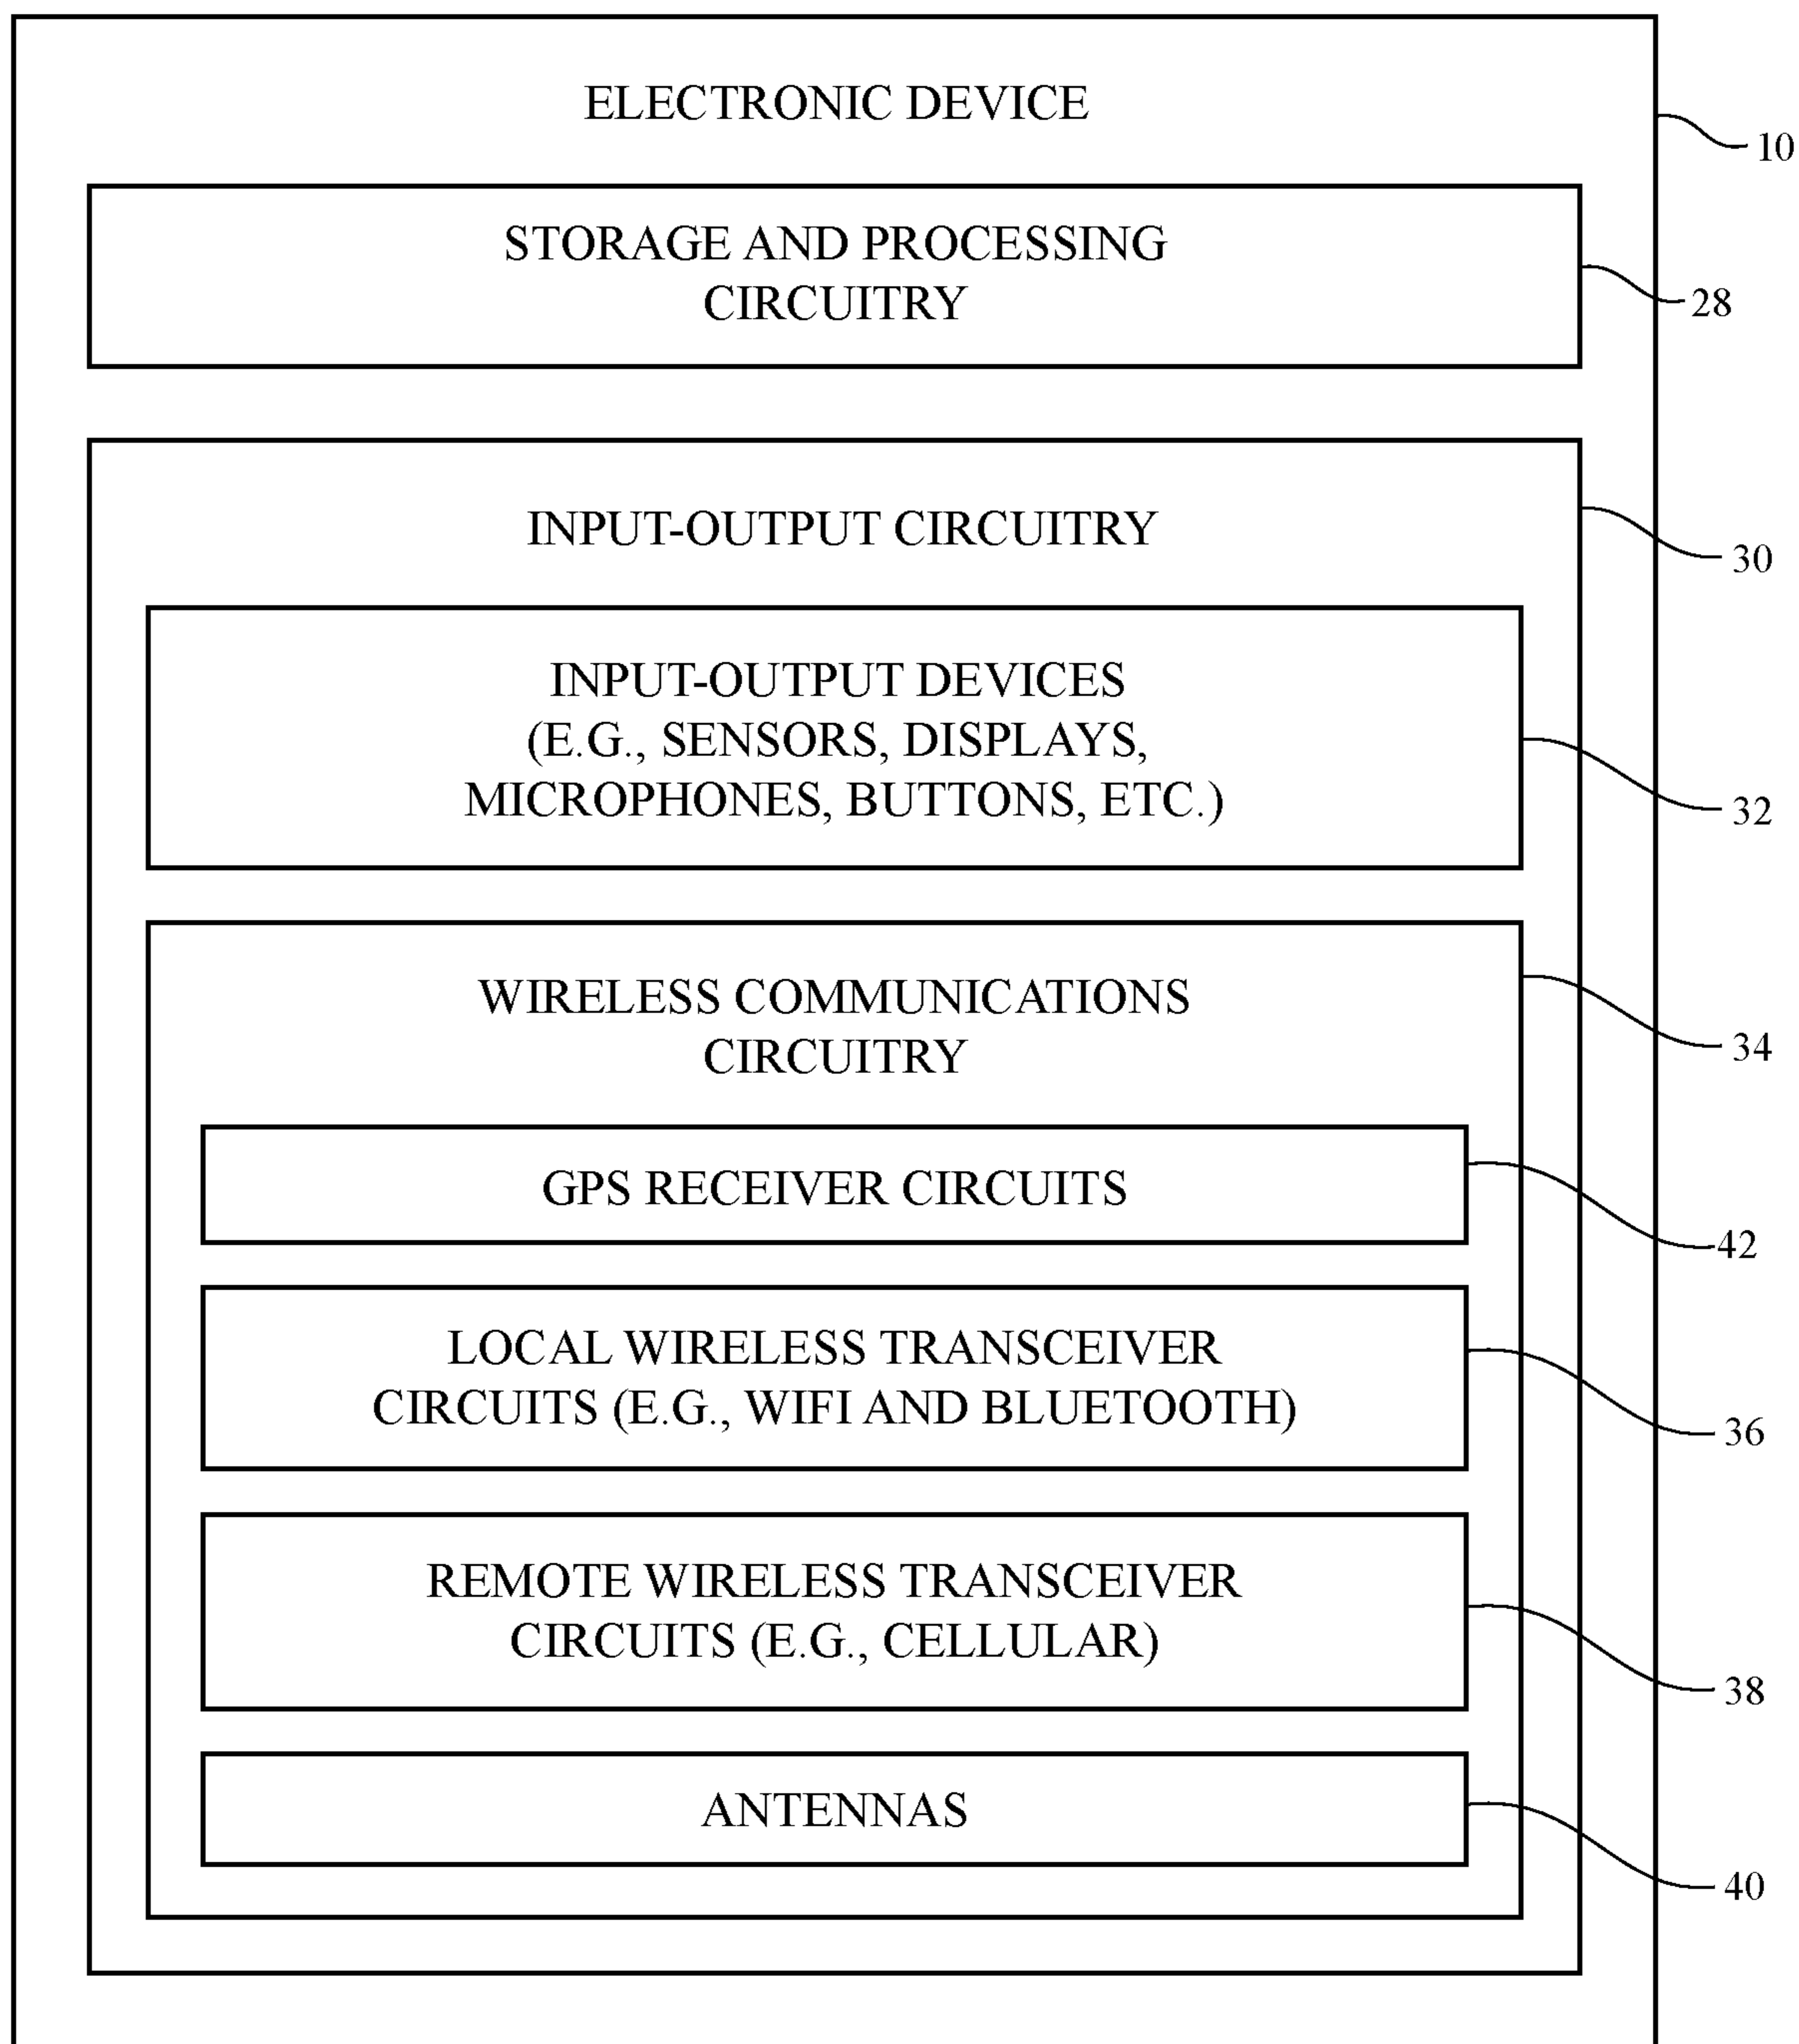 ELECTRONIC DEVICE
10
STORAGE AND PROCESSING
CIRCUITRY
28
INPUT-OUTPUT CIRCUITRY
30
INPUT-OUTPUT DEVICES
(E.G., SENSORS, DISPLAYS,
MICROPHONES, BUTTONS, ETC.)
32
WIRELESS COMMUNICATIONS
CIRCUITRY
34
GPS RECEIVER CIRCUITS
42
LOCAL WIRELESS TRANSCEIVER
CIRCUITS (E.G., WIFI AND BLUETOOTH)
36
REMOTE WIRELESS TRANSCEIVER
CIRCUITS (E.G., CELLULAR)
38
ANTENNAS
40